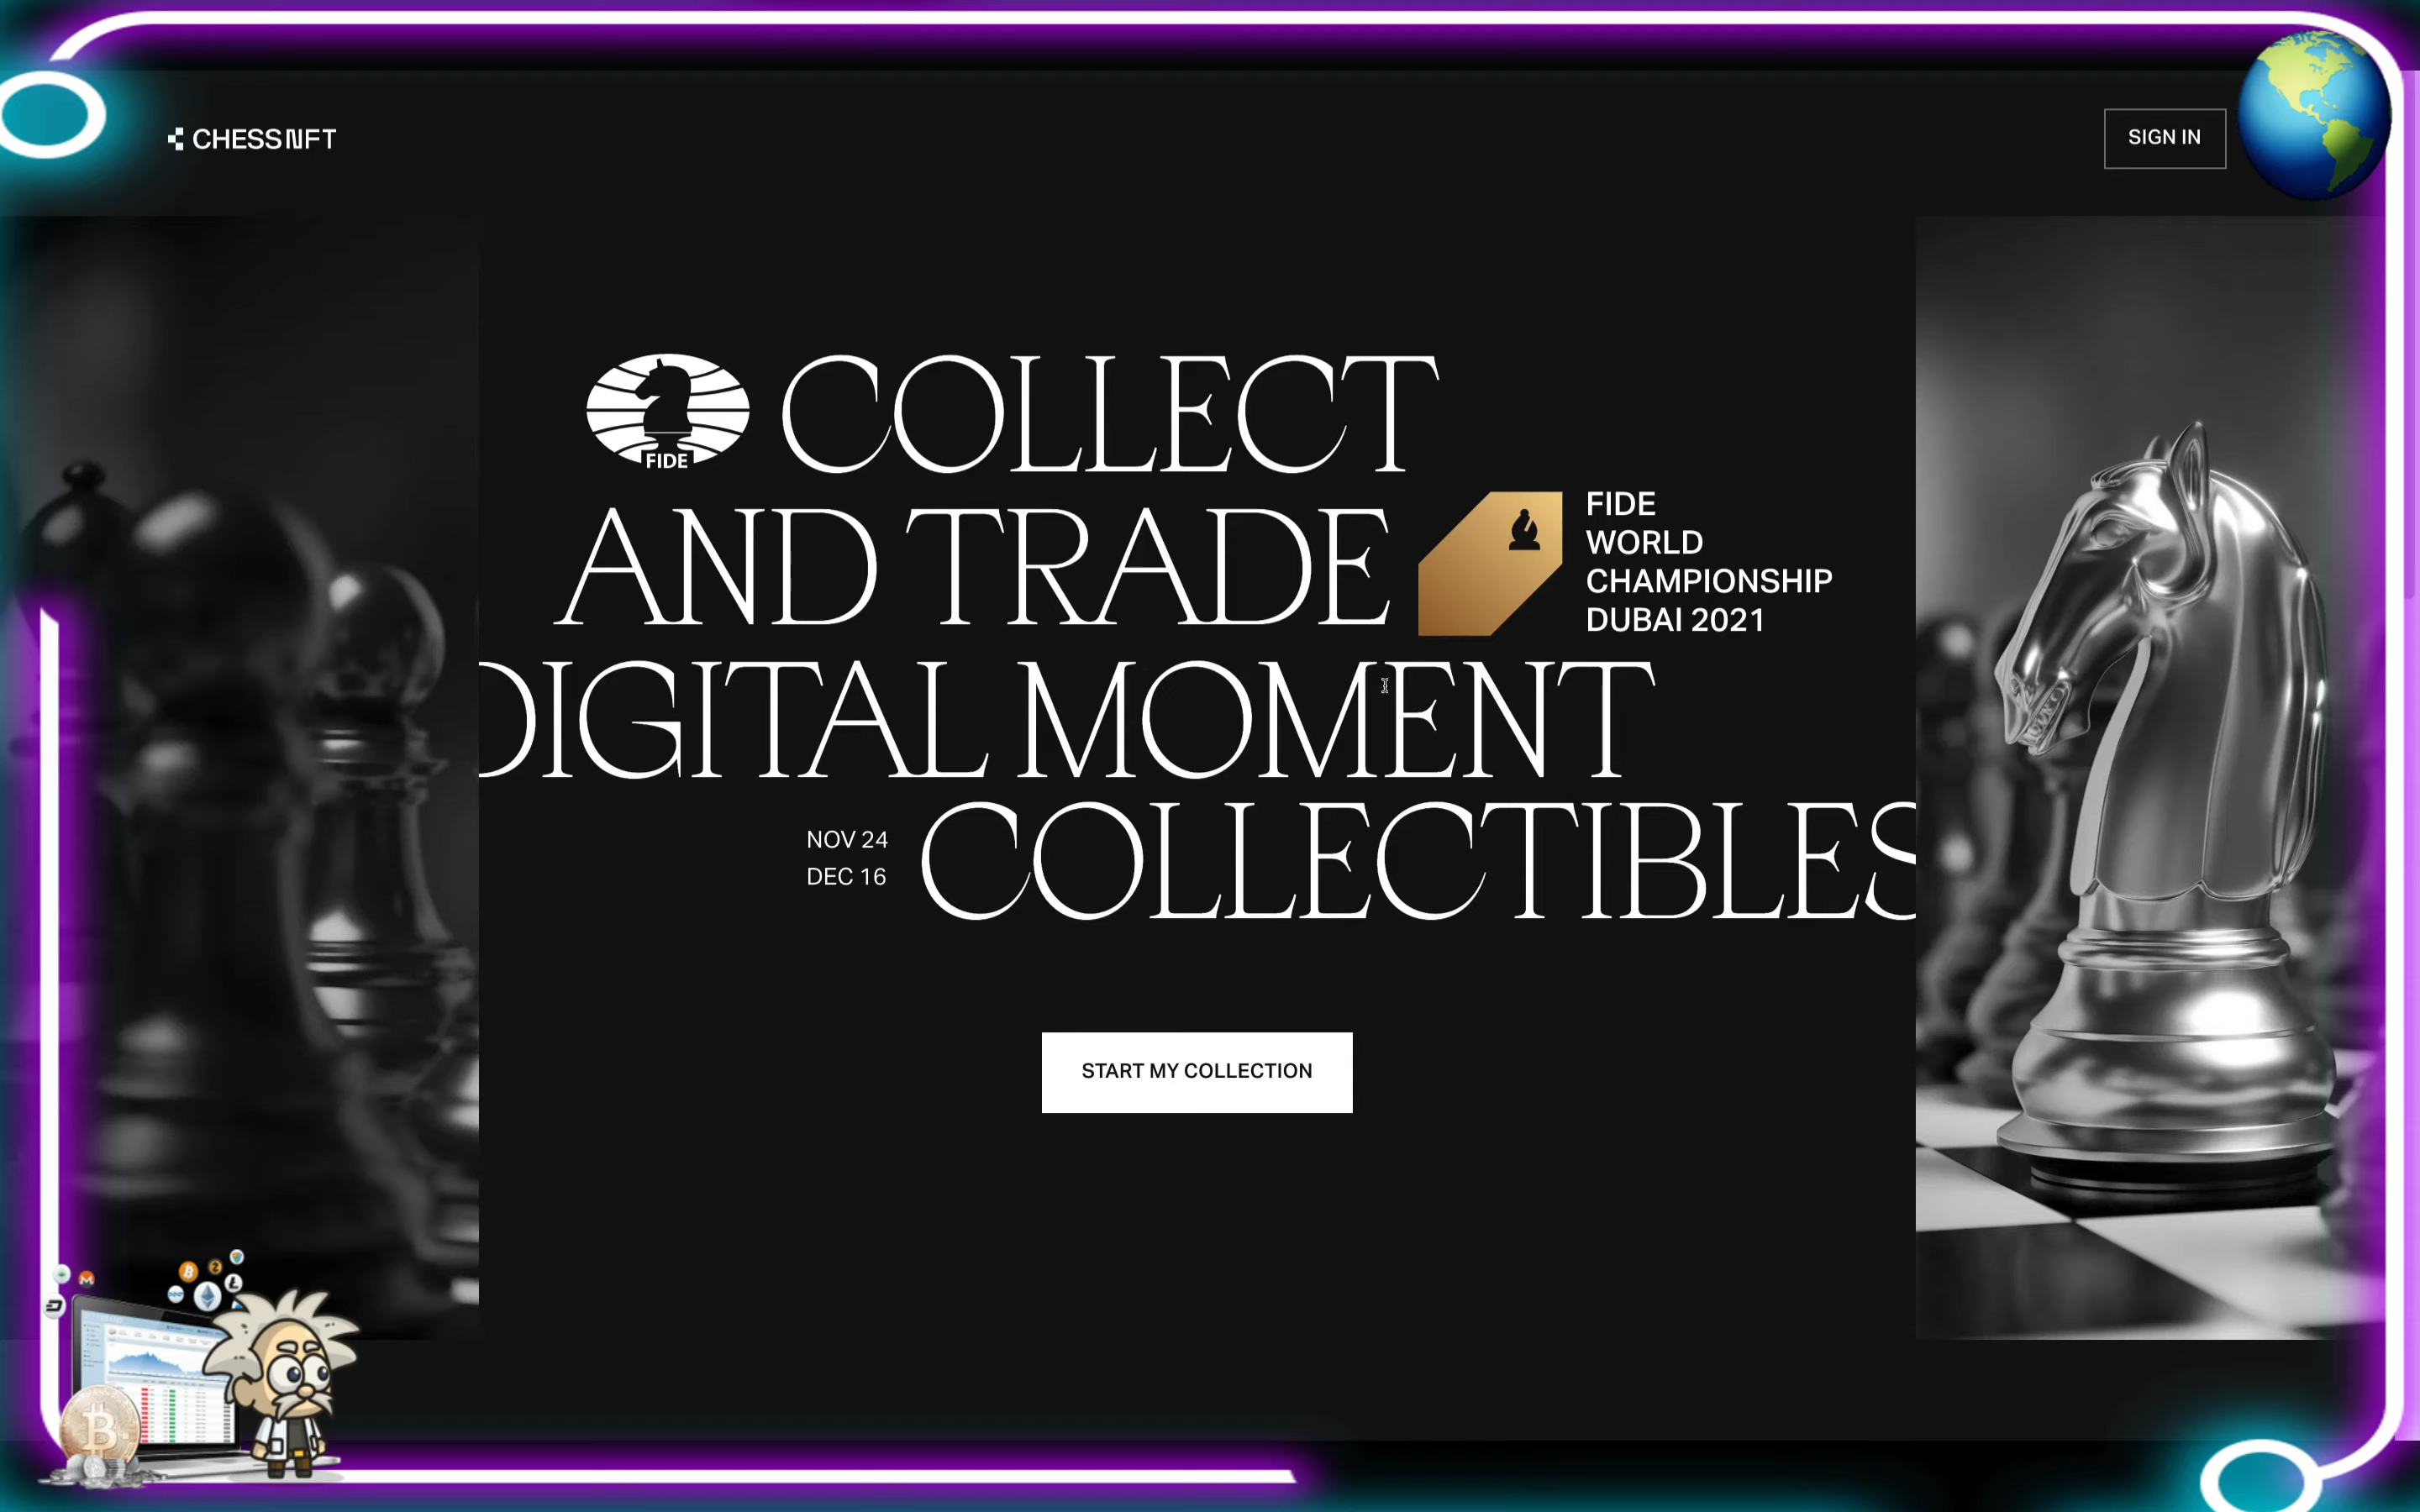 CHESSNFT
SIGN IN
COLLECT
FIDE
AND TRADE
FIDE
WORLD
CHAMPIONSHIP
DUBAI 2021
DIGITAL MOMENT
NOV 24
DEC 16
COLLECTIBLES
START MY COLLECTION